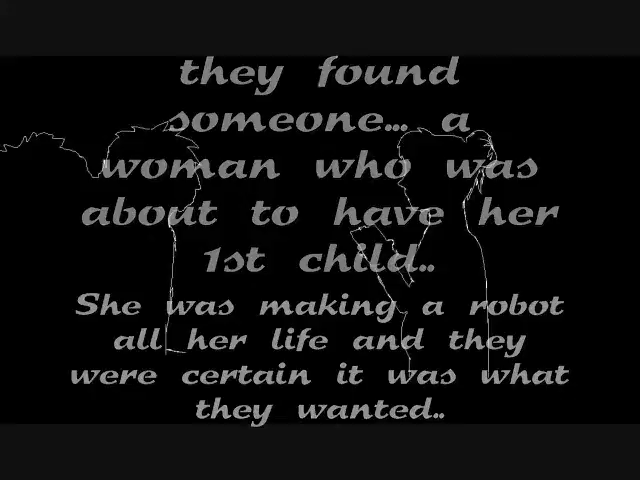 they found
someone... a
woman who was
about to have her
1st child..
She was making a robot
all her life and they
were certain it was what
they wanted..